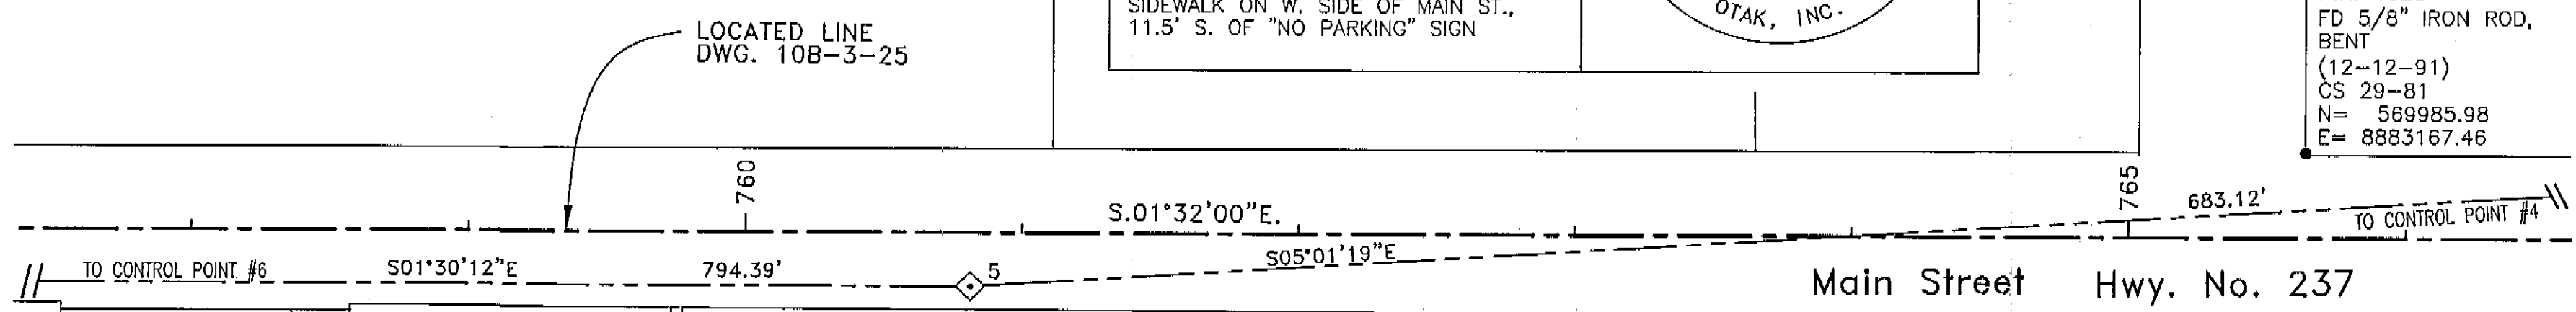 SIDEWALK ON W. SIDE OF MAIN ST.,
11.5' S. OF "NO PARKING" SIGN
OTAK, INC.
FD 5/8" IRON ROD,
BENT
(12-12-91)
CS 29-81
N= 569985.98
E= 8883167.46
LOCATED LINE
DWG. 10B-3-25
760
765
S.01°32'00"E.
683.12'
TO CONTROL POINT #4
TO CONTROL POINT #6
S01°30'12"E
794.39'
5
S05°01'19"E
Main Street Hwy. No. 237